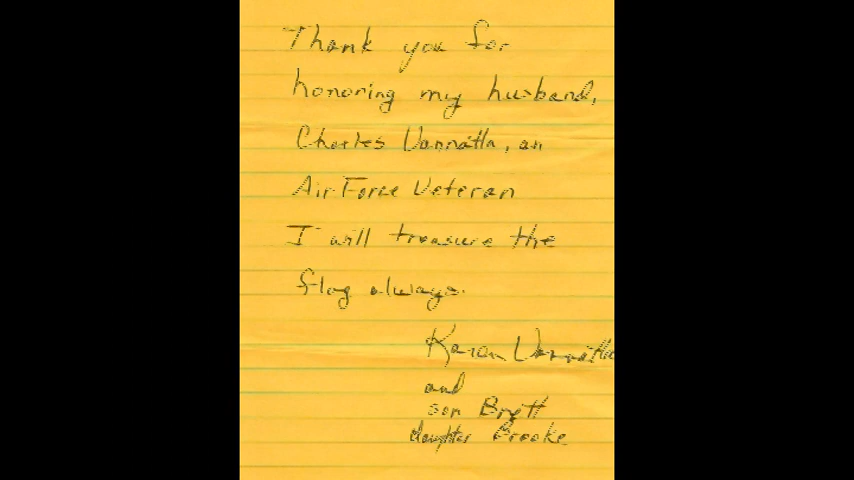 Thank you for
honoring my husband,
Charles Vannatta, an
Air Force Veteran
I will treasure the
flag always.
Karen Vannatta
and
son Brett
daughter Brooke